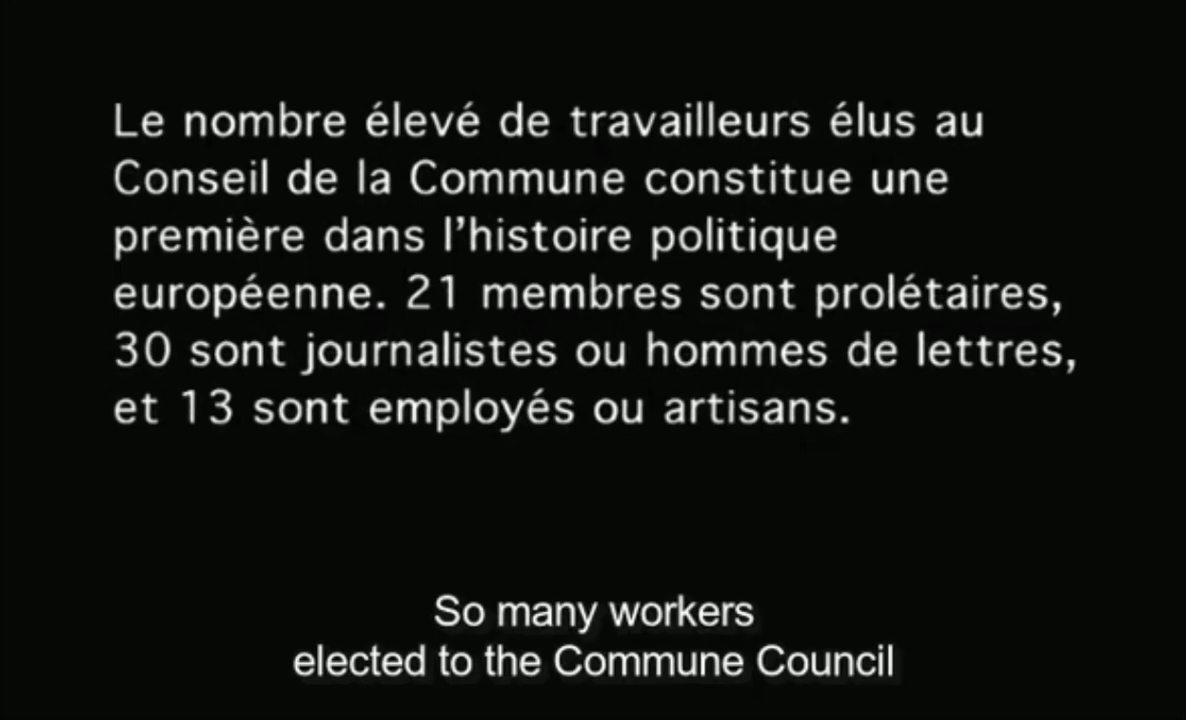 Le nombre élevé de travailleurs élus au
Conseil de la Commune constitue une
première dans l’histoire politique
européenne. 21 membres sont prolétaires,
30 sont journalistes ou hommes de lettres,
et 13 sont employés ou artisans.
So many workers
elected to the Commune Council